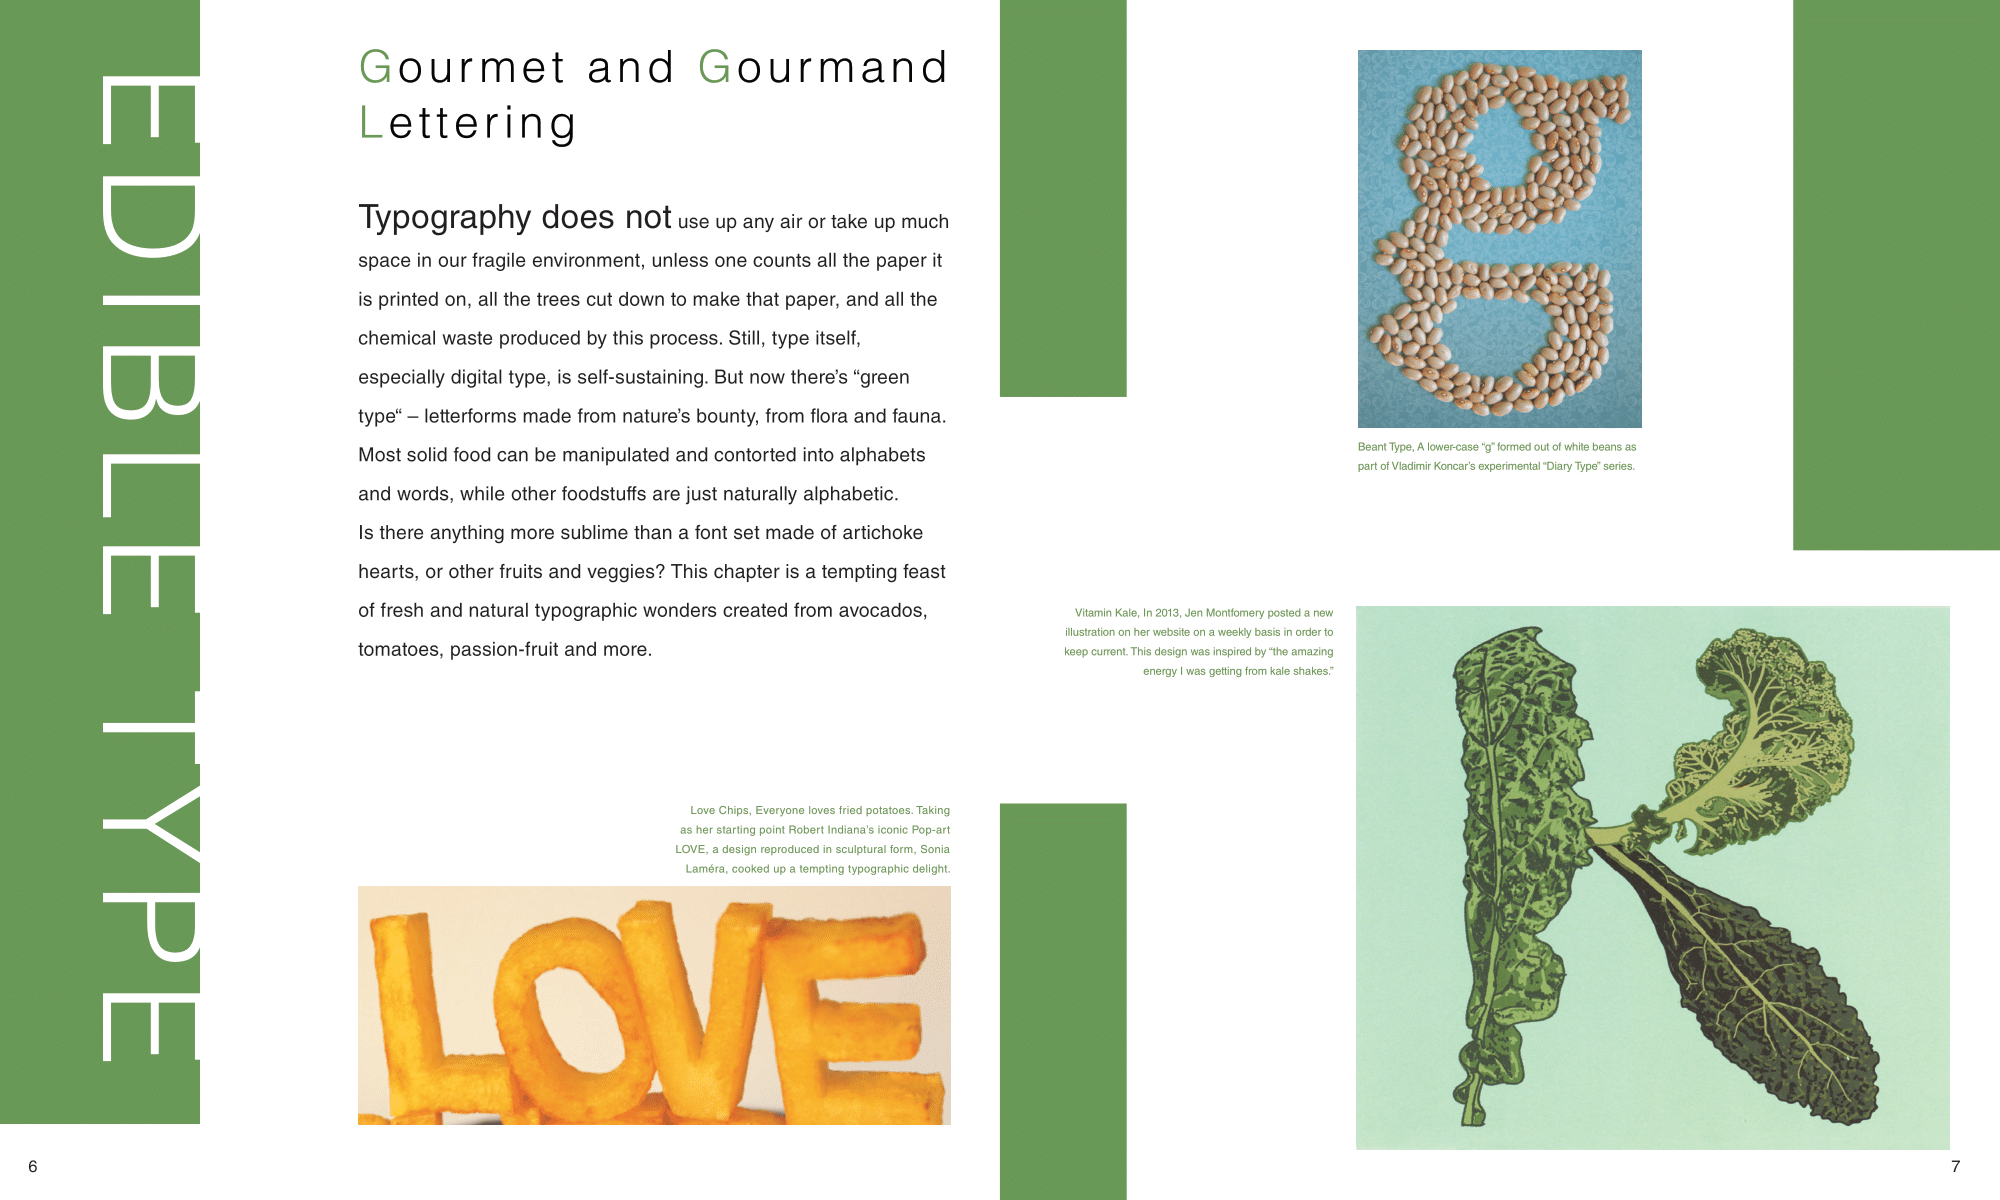 EDIBLE TYPE
Gourmet and Gourmand
Lettering
Typography does not use up any air or take up much
space in our fragile environment, unless one counts all the paper it
is printed on, all the trees cut down to make that paper, and all the
chemical waste produced by this process. Still, type itself,
especially digital type, is self-sustaining. But now there’s “green
type“ – letterforms made from nature’s bounty, from flora and fauna.
Most solid food can be manipulated and contorted into alphabets
and words, while other foodstuffs are just naturally alphabetic.
Is there anything more sublime than a font set made of artichoke
hearts, or other fruits and veggies? This chapter is a tempting feast
of fresh and natural typographic wonders created from avocados,
tomatoes, passion-fruit and more.
Love Chips, Everyone loves fried potatoes. Taking
as her starting point Robert Indiana’s iconic Pop-art
LOVE, a design reproduced in sculptural form, Sonia
Laméra, cooked up a tempting typographic delight.
LOVE
6
g
Beant Type, A lower-case “g” formed out of white beans as
part of Vladimir Koncar’s experimental “Diary Type” series.
Vitamin Kale, In 2013, Jen Montfomery posted a new
illustration on her website on a weekly basis in order to
keep current. This design was inspired by “the amazing
energy I was getting from kale shakes.”
K
7